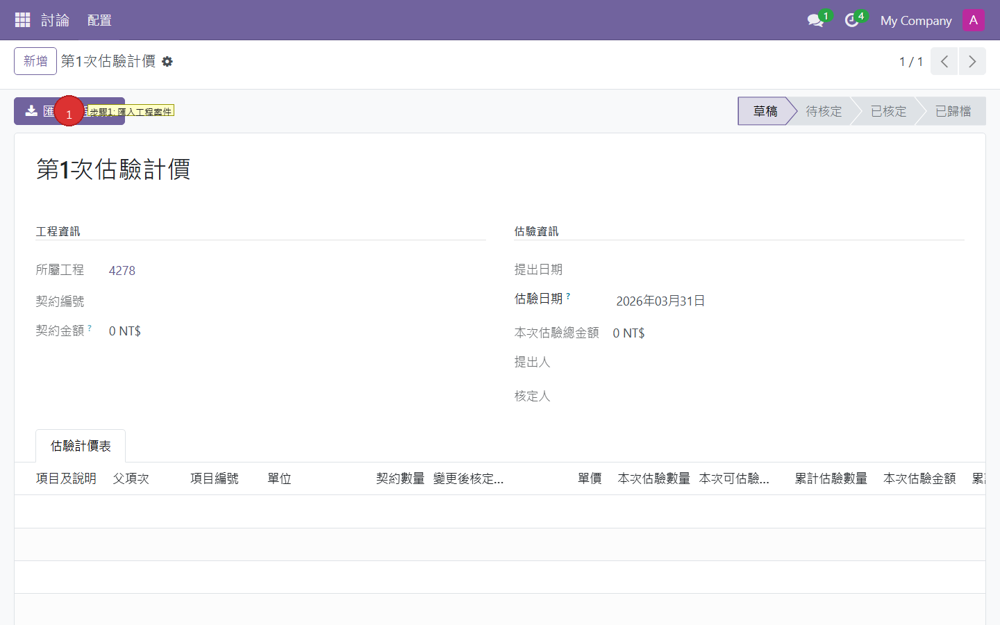 討論 配置 1 4 My Company A
新增 第1次估驗計價 1 / 1
匯 1 步驟1: 匯入工程案件 草稿 待核定 已核定 已歸檔
第1次估驗計價
工程資訊
所屬工程 4278
契約編號
契約金額 ? 0 NT$
估驗資訊
提出日期
估驗日期 ? 2026年03月31日
本次估驗總金額 0 NT$
提出人
核定人
估驗計價表
項目及說明 父項次 項目編號 單位 契約數量 變更後核定... 單價 本次估驗數量 本次可估驗... 累計估驗數量 本次估驗金額 累